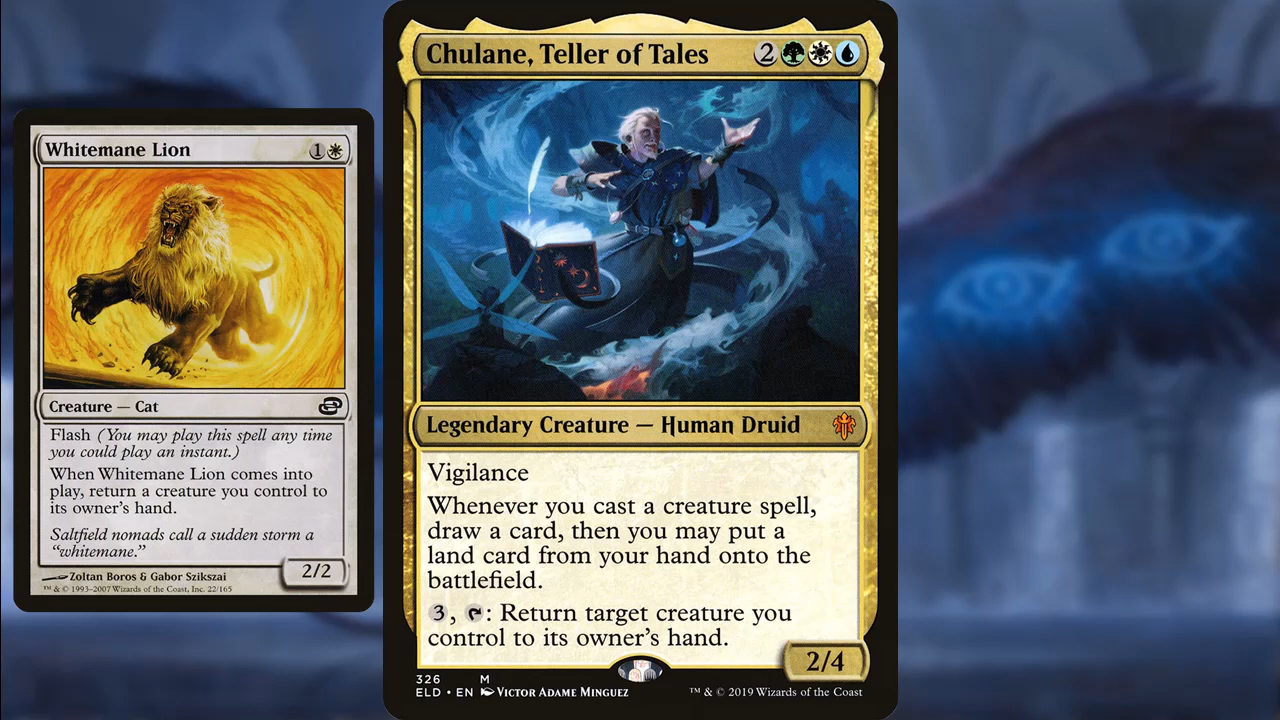 Whitemane Lion 1
Creature — Cat
Flash (You may play this spell any time
you could play an instant.)
When Whitemane Lion comes into
play, return a creature you control to
its owner's hand.
Saltfield nomads call a sudden storm a
“whitemane.”
2/2
Zoltan Boros & Gabor Szikszai
™ & © 1993–2007 Wizards of the Coast, Inc. 22/165
Chulane, Teller of Tales 2
Legendary Creature — Human Druid
Vigilance
Whenever you cast a creature spell,
draw a card, then you may put a
land card from your hand onto the
battlefield.
3, : Return target creature you
control to its owner's hand.
2/4
326 M
ELD • EN Victor Adame Minguez
™ & © 2019 Wizards of the Coast